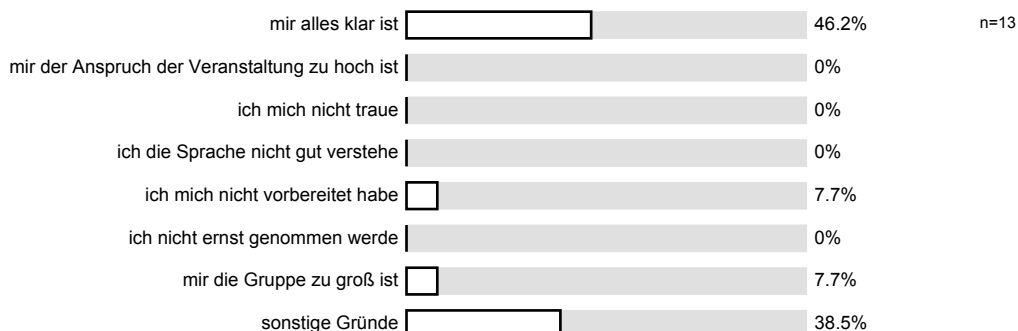 mir alles klar ist 46.2% n=13
mir der Anspruch der Veranstaltung zu hoch ist 0%
ich mich nicht traue 0%
ich die Sprache nicht gut verstehe 0%
ich mich nicht vorbereitet habe 7.7%
ich nicht ernst genommen werde 0%
mir die Gruppe zu groß ist 7.7%
sonstige Gründe 38.5%